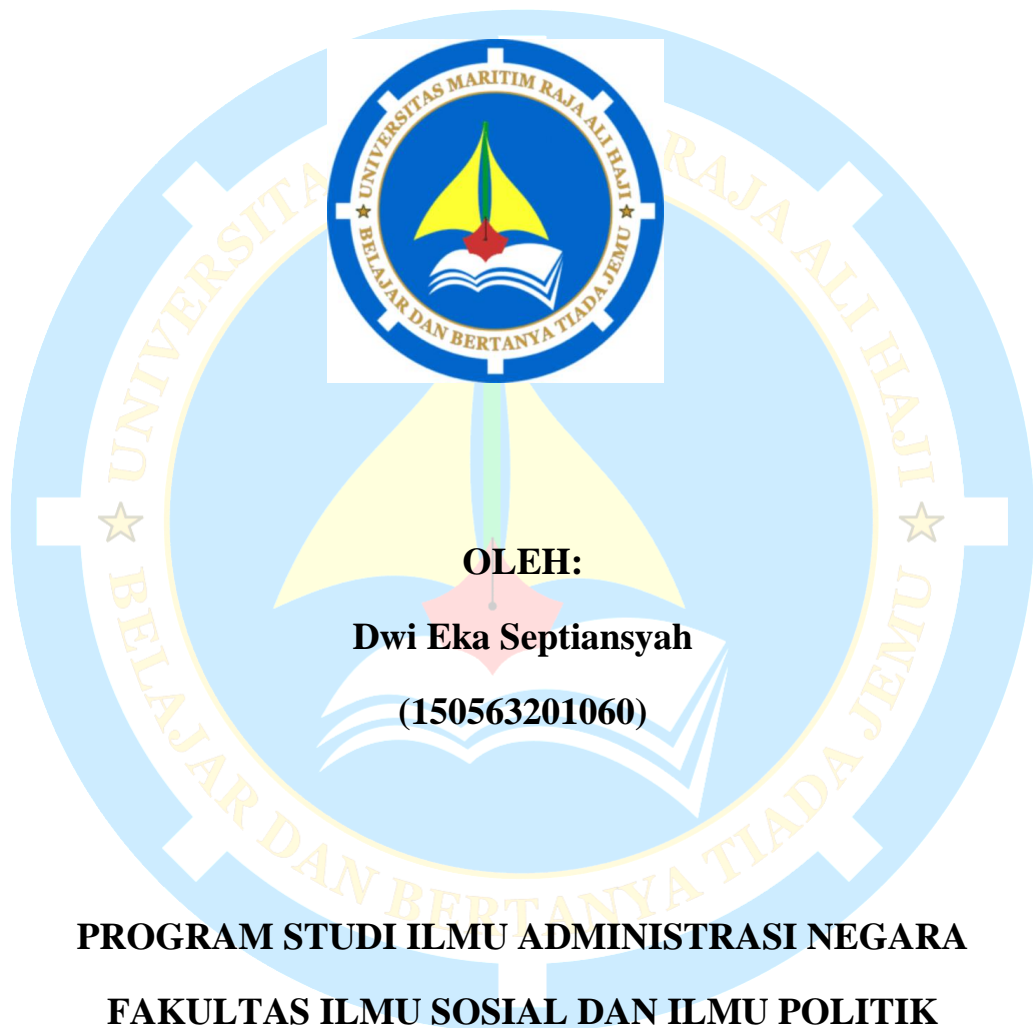 UNIVERSITAS MARITIM RAJA ALI HAJI
BELAJAR DAN BERTANYA TIADA JEMU
OLEH:
Dwi Eka Septiansyah
(150563201060)
PROGRAM STUDI ILMU ADMINISTRASI NEGARA
FAKULTAS ILMU SOSIAL DAN ILMU POLITIK